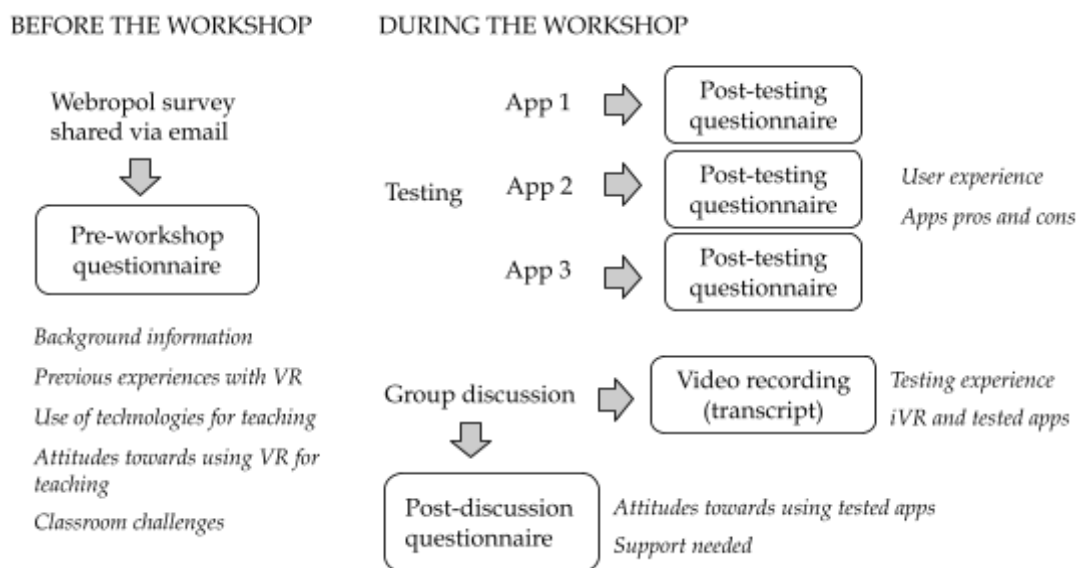 BEFORE THE WORKSHOP
Webropol survey
shared via email
Pre-workshop
questionnaire
Background information
Previous experiences with VR
Use of technologies for teaching
Attitudes towards using VR for
teaching
Classroom challenges
DURING THE WORKSHOP
Testing
App 1
Post-testing
questionnaire
App 2
Post-testing
questionnaire
App 3
Post-testing
questionnaire
User experience
Apps pros and cons
Group discussion
Video recording
(transcript)
Testing experience
iVR and tested apps
Post-discussion
questionnaire
Attitudes towards using tested apps
Support needed